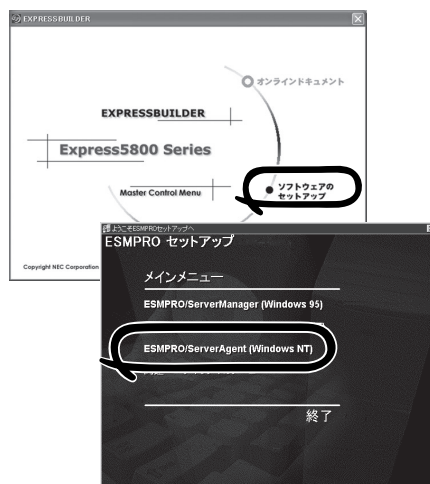 EXPRESSBUILDER
オンラインドキュメント
EXPRESSBUILDER
Express5800 Series
Master Control Menu
ソフトウェアの
セットアップ
Copyright NEC Corporation
ようこそESMPROセットアップへ
ESMPRO セットアップ
メインメニュー
ESMPRO/ServerManager (Windows 95)
ESMPRO/ServerAgent (Windows NT)
終了